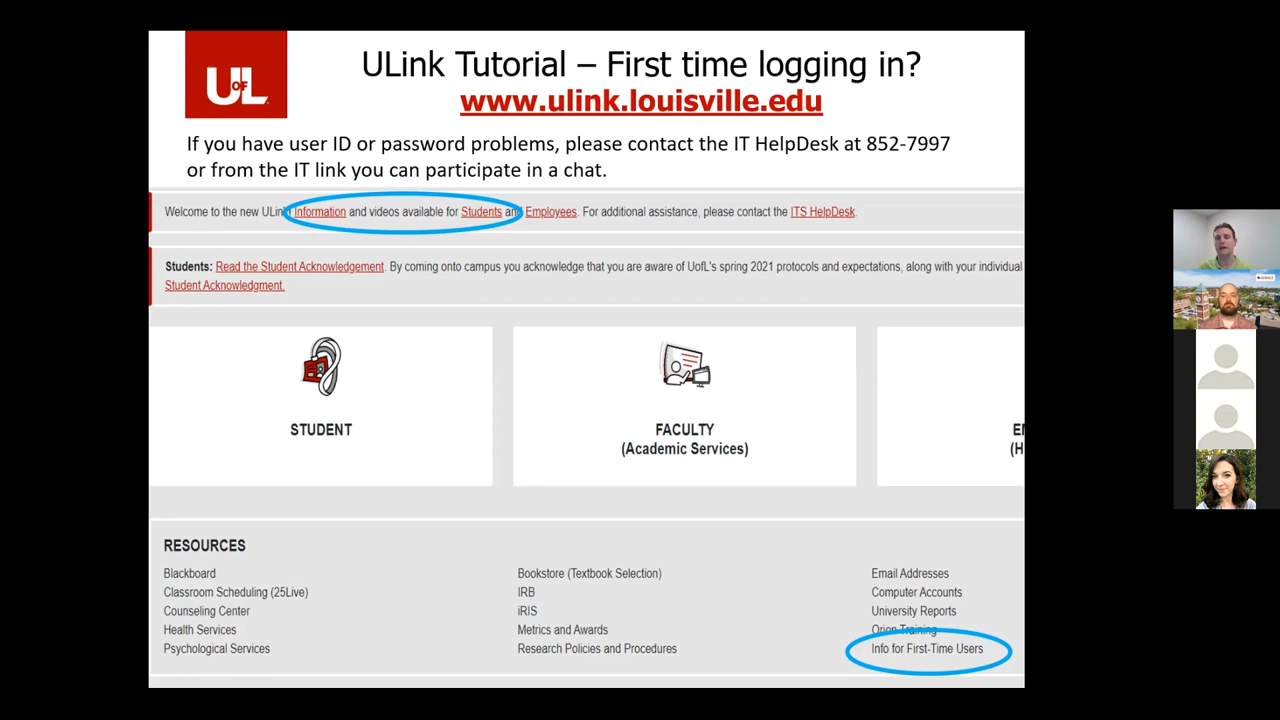 U OF L
ULink Tutorial – First time logging in?
www.ulink.louisville.edu
If you have user ID or password problems, please contact the IT HelpDesk at 852-7997
or from the IT link you can participate in a chat.
Welcome to the new ULink Information and videos available for Students and Employees. For additional assistance, please contact the ITS HelpDesk.
Students: Read the Student Acknowledgement. By coming onto campus you acknowledge that you are aware of UofL's spring 2021 protocols and expectations, along with your individual
Student Acknowledgment.
STUDENT
FACULTY
(Academic Services)
EM
(H
RESOURCES
Blackboard
Classroom Scheduling (25Live)
Counseling Center
Health Services
Psychological Services
Bookstore (Textbook Selection)
IRB
iRIS
Metrics and Awards
Research Policies and Procedures
Email Addresses
Computer Accounts
University Reports
Orion Training
Info for First-Time Users